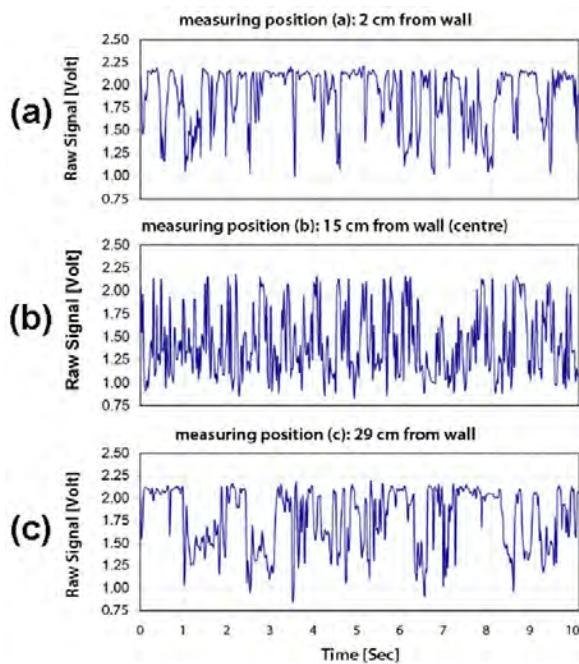 measuring position (a): 2 cm from wall
(a)
Raw Signal [Volt]
2.50
2.25
2.00
1.75
1.50
1.25
1.00
0.75
measuring position (b): 15 cm from wall (centre)
(b)
Raw Signal [Volt]
2.50
2.25
2.00
1.75
1.50
1.25
1.00
0.75
measuring position (c): 29 cm from wall
(c)
Raw Signal [Volt]
2.50
2.25
2.00
1.75
1.50
1.25
1.00
0.75
0 1 2 3 4 5 6 7 8 9 10
Time [Sec]